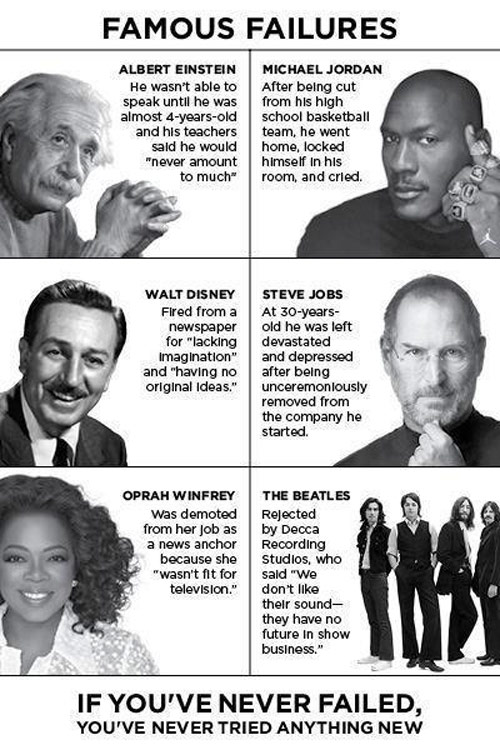 FAMOUS FAILURES
ALBERT EINSTEIN
He wasn't able to
speak until he was
almost 4-years-old
and his teachers
said he would
"never amount
to much"
MICHAEL JORDAN
After being cut
from his high
school basketball
team, he went
home, locked
himself in his
room, and cried.
WALT DISNEY
Fired from a
newspaper
for "lacking
imagination"
and "having no
original ideas."
STEVE JOBS
At 30-years-
old he was left
devastated
and depressed
after being
unceremoniously
removed from
the company he
started.
OPRAH WINFREY
Was demoted
from her job as
a news anchor
because she
"wasn't fit for
television."
THE BEATLES
Rejected
by Decca
Recording
Studios, who
said "We
don't like
their sound—
they have no
future in show
business."
IF YOU'VE NEVER FAILED,
YOU'VE NEVER TRIED ANYTHING NEW